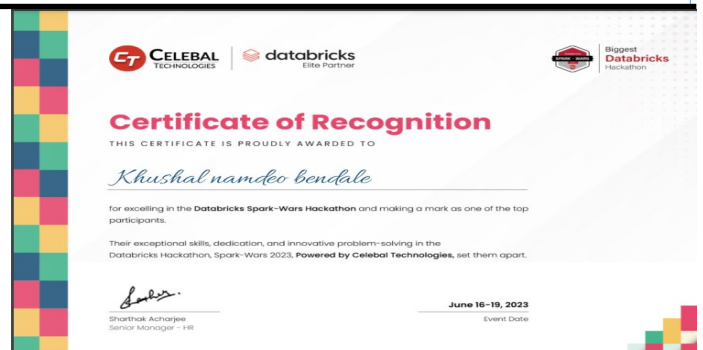 CT CELEBAL TECHNOLOGIES
databricks
Elite Partner
SPARK - WARS
Biggest
Databricks
Hackathon
Certificate of Recognition
THIS CERTIFICATE IS PROUDLY AWARDED TO
Khushal namdeo bendale
for excelling in the Databricks Spark-Wars Hackathon and making a mark as one of the top
participants.
Their exceptional skills, dedication, and innovative problem-solving in the
Databricks Hackathon, Spark-Wars 2023, Powered by Celebal Technologies, set them apart.
Sharthak Acharjee
Senior Manager - HR
June 16-19, 2023
Event Date